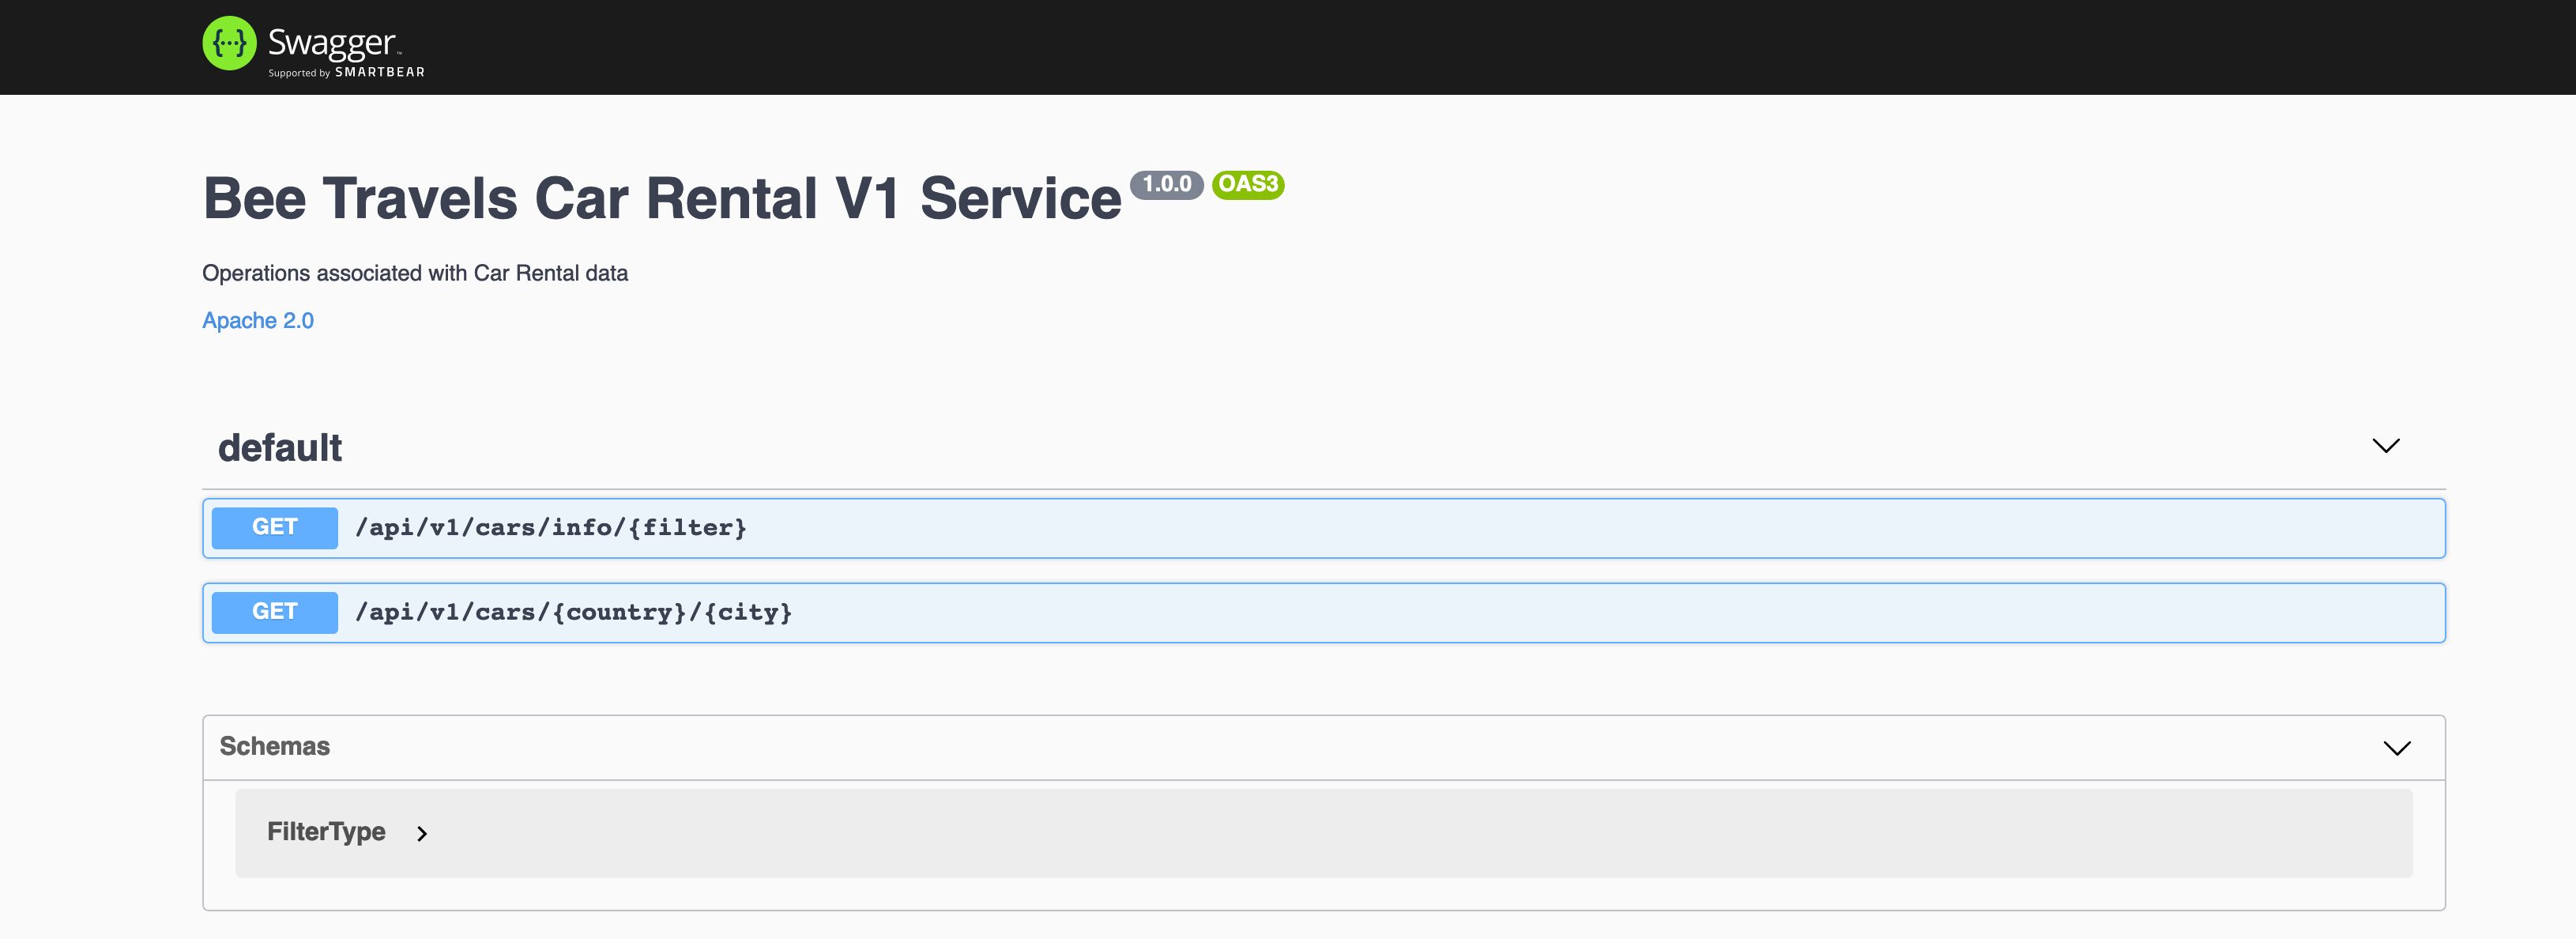 {...} Swagger™
Supported by SMARTBEAR
Bee Travels Car Rental V1 Service 1.0.0 OAS3
Operations associated with Car Rental data
Apache 2.0
default
GET /api/v1/cars/info/{filter}
GET /api/v1/cars/{country}/{city}
Schemas
FilterType